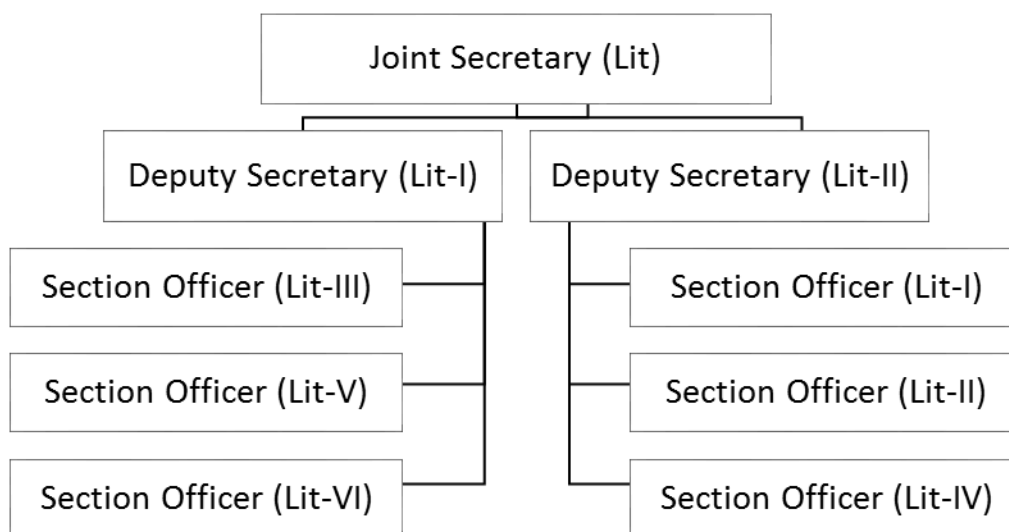 Joint Secretary (Lit)
Deputy Secretary (Lit-I)
Deputy Secretary (Lit-II)
Section Officer (Lit-III)
Section Officer (Lit-I)
Section Officer (Lit-V)
Section Officer (Lit-II)
Section Officer (Lit-VI)
Section Officer (Lit-IV)